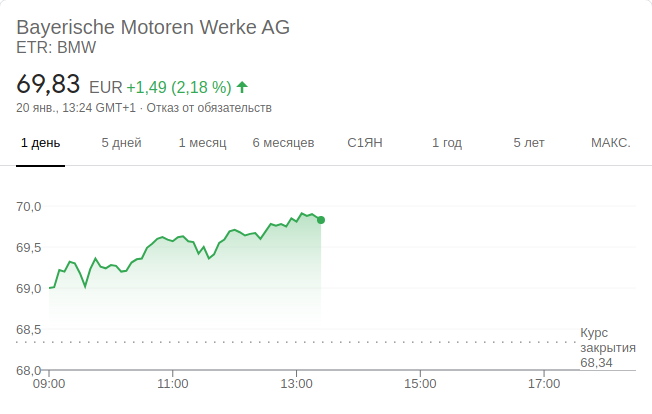 Bayerische Motoren Werke AG
ETR: BMW
69,83 EUR +1,49 (2,18 %)
20 янв., 13:24 GMT+1 · Отказ от обязательств
1 день 5 дней 1 месяц 6 месяцев С1ЯН 1 год 5 лет МАКС.
70,0
69,5
69,0
68,5
Курс
закрытия
68,34
68,0
09:00 11:00 13:00 15:00 17:00